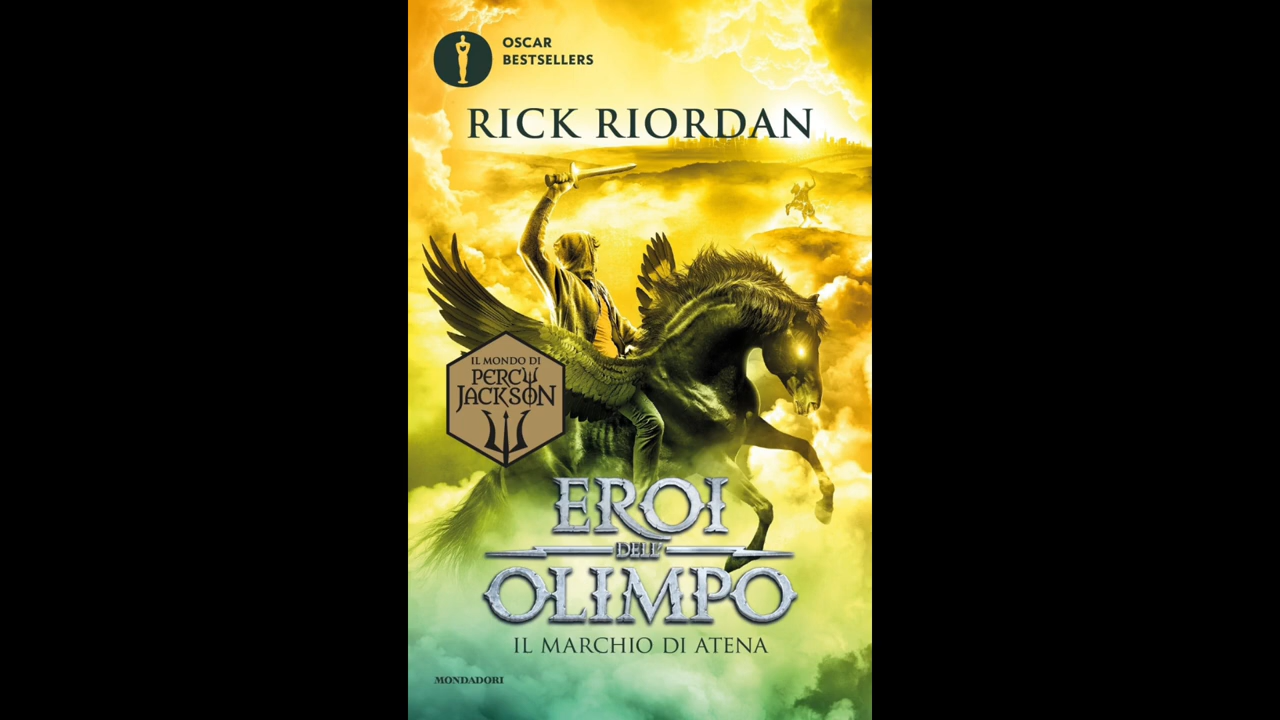 OSCAR
BESTSELLERS
RICK RIORDAN
IL MONDO DI
PERCY
JACKSON
EROI
DELL'
OLIMPO
IL MARCHIO DI ATENA
MONDADORI